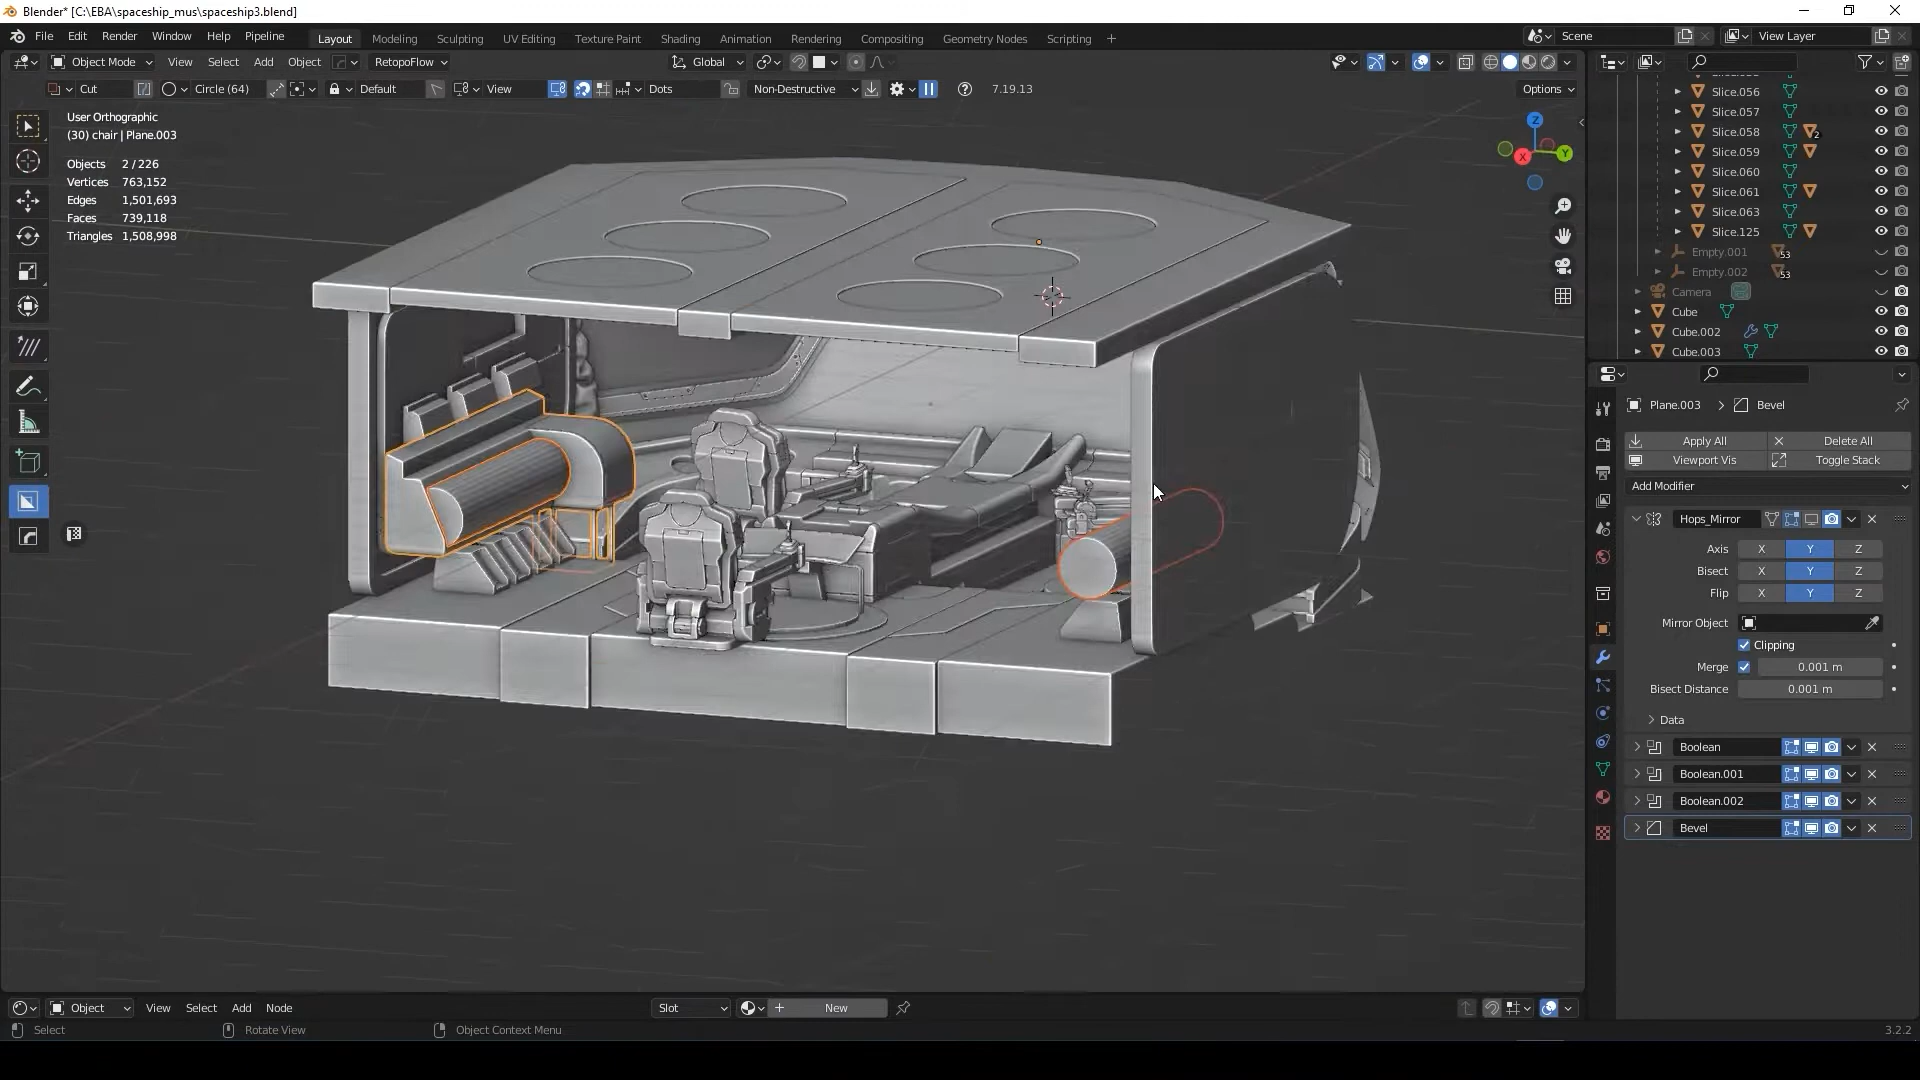 Blender* [C:\EBA\spaceship_mus\spaceship3.blend]
File Edit Render Window Help Pipeline Layout Modeling Sculpting UV Editing Texture Paint Shading Animation Rendering Compositing Geometry Nodes Scripting Scene View Layer
Object Mode View Select Add Object RetopoFlow Global
Cut Circle (64) Default View Dots Non-Destructive 7.19.13 Options
User Orthographic
(30) chair | Plane.003
Objects 2 / 226
Vertices 763,152
Edges 1,501,693
Faces 739,118
Triangles 1,508,998
Z
X
Y
Slice.056
Slice.057
Slice.058 2
Slice.059
Slice.060
Slice.061
Slice.063
Slice.125
Empty.001 53
Empty.002 53
Camera
Cube
Cube.002
Cube.003
Plane.003 > Bevel
Apply All Delete All
Viewport Vis Toggle Stack
Add Modifier
Hops_Mirror
Axis X Y Z
Bisect X Y Z
Flip X Y Z
Mirror Object
Clipping
Merge 0.001 m
Bisect Distance 0.001 m
Data
Boolean
Boolean.001
Boolean.002
Bevel
Object View Select Add Node Slot New
Select Rotate View Object Context Menu 3.2.2